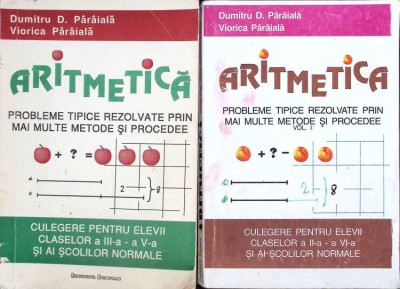 Dumitru D. Părăială
Viorica Părăială
ARITMETICĂ
PROBLEME TIPICE REZOLVATE PRIN
MAI MULTE METODE ŞI PROCEDEE
+ ? =
2
8
CULEGERE PENTRU ELEVII
CLASELOR a III-a - a V-a
ŞI AI ŞCOLILOR NORMALE
Dumitru D. Părăială
Viorica Părăială
ARITMETICA
PROBLEME TIPICE REZOLVATE PRIN
MAI MULTE METODE ŞI PROCEDEE
VOL. I
+ ? -
2
8
CULEGERE PENTRU ELEVII
CLASELOR a II-a - a VI-a
ŞI AI ŞCOLILOR NORMALE